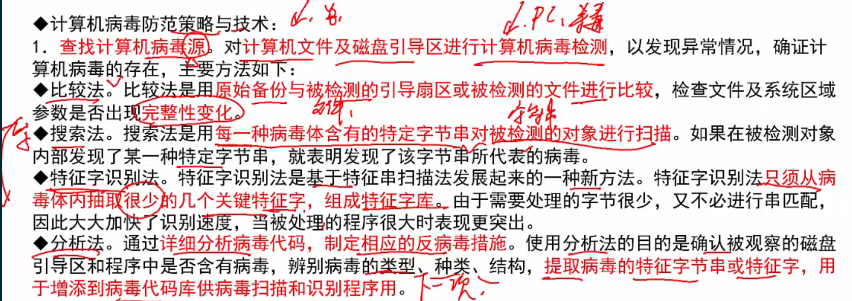 ◆计算机病毒防范策略与技术:
1. 查找计算机病毒源。对计算机文件及磁盘引导区进行计算机病毒检测，以发现异常情况，确证计
算机病毒的存在，主要方法如下：
◆比较法。比较法是用原始备份与被检测的引导扇区或被检测的文件进行比较，检查文件及系统区域
参数是否出现完整性变化。
◆搜索法。搜索法是用每一种病毒体含有的特定字节串对被检测的对象进行扫描。如果在被检测对象
内部发现了某一种特定字节串，就表明发现了该字节串所代表的病毒。
◆特征字识别法。特征字识别法是基于特征串扫描法发展起来的一种新方法。特征字识别法只须从病
毒体内抽取很少的几个关键特征字，组成特征字库。由于需要处理的字节很少，又不必进行串匹配，
因此大大加快了识别速度，当被处理的程序很大时表现更突出。
◆分析法。通过详细分析病毒代码，制定相应的反病毒措施。使用分析法的目的是确认被观察的磁盘
引导区和程序中是否含有病毒，辨别病毒的类型、种类、结构，提取病毒的特征字节串或特征字，用
于增添到病毒代码库供病毒扫描和识别程序用。